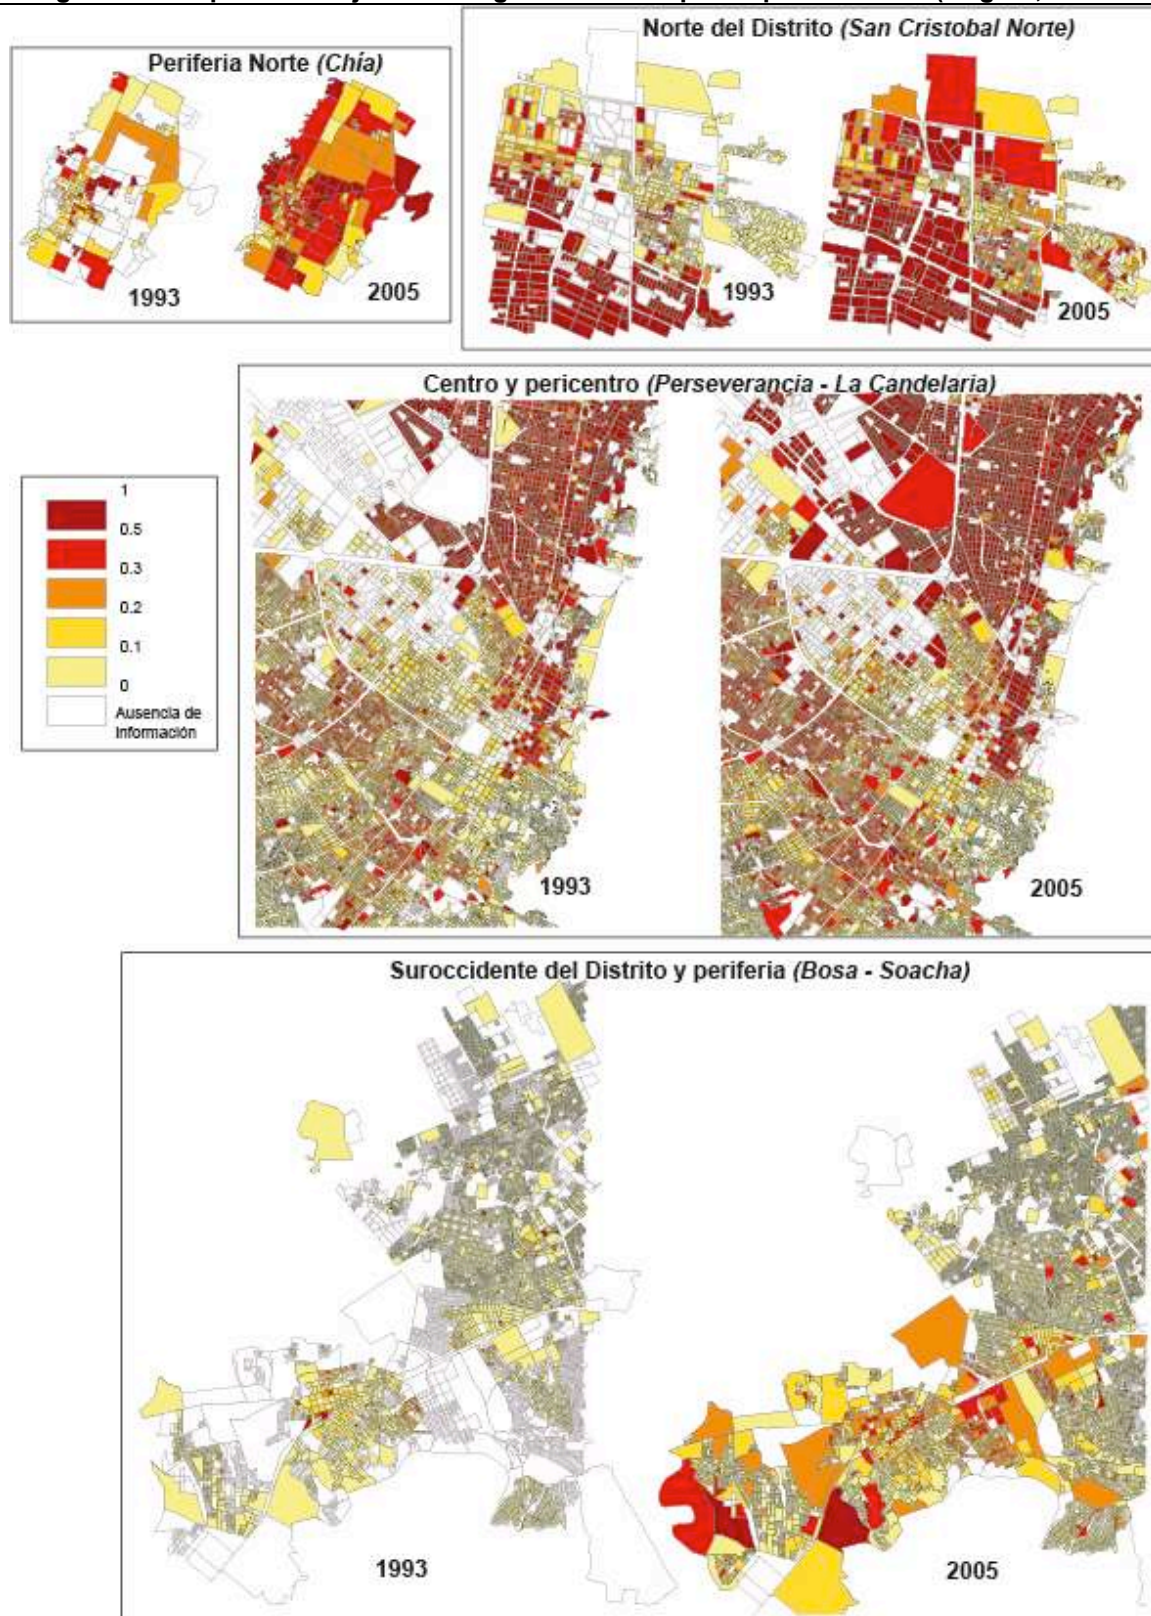 Norte del Distrito (San Cristobal Norte)
Periferia Norte (Chía)
1993
2005
1993
2005
Centro y pericentro (Perseverancia - La Candelaria)
1
0.5
0.3
0.2
0.1
0
Ausencia de
Información
1993
2005
Suroccidente del Distrito y periferia (Bosa - Soacha)
1993
2005